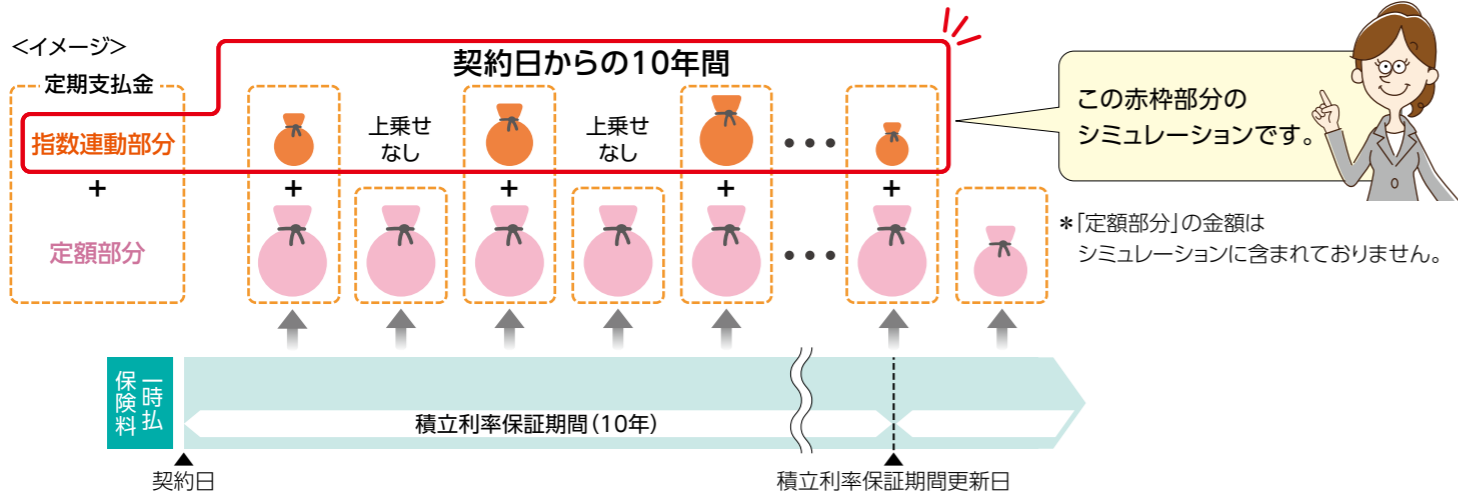 <イメージ>
契約日からの10年間
定期支払金
指数連動部分
+
定額部分
上乗せ
なし
上乗せ
なし
•••
+
+
+
+
•••
この赤枠部分の
シミュレーションです。
*「定額部分」の金額は
シミュレーションに含まれておりません。
一時払
保険料
積立利率保証期間(10年)
契約日
積立利率保証期間更新日